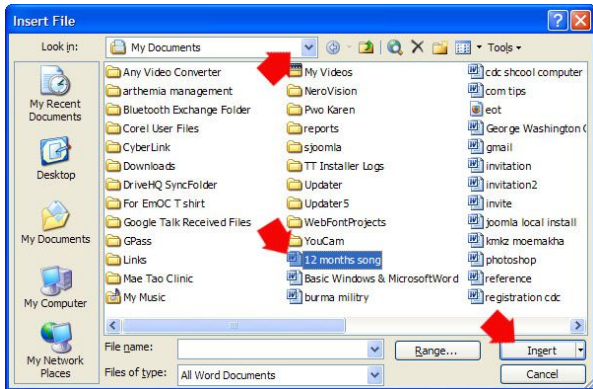 Insert File
Look in:
My Documents
Tools
My Recent Documents
Desktop
My Documents
My Computer
My Network Places
Any Video Converter
arthemia management
Bluetooth Exchange Folder
Corel User Files
CyberLink
Downloads
DriveHQ SyncFolder
For EmOC T shirt
Google Talk Received Files
GPass
Links
Mae Tao Clinic
My Music
My Videos
NeroVision
Pwo Karen
reports
sjoomla
TT Installer Logs
Updater
Updater5
WebFontProjects
YouCam
12 months song
Basic Windows & MicrosoftWord
burma militry
cdc shcool computer
com tips
eot
George Washington
gmail
invitation
invitation2
invite
joomla local install
kmkz moemakha
photoshop
reference
registration cdc
File name:
Range...
Insert
Files of type:
All Word Documents
Cancel